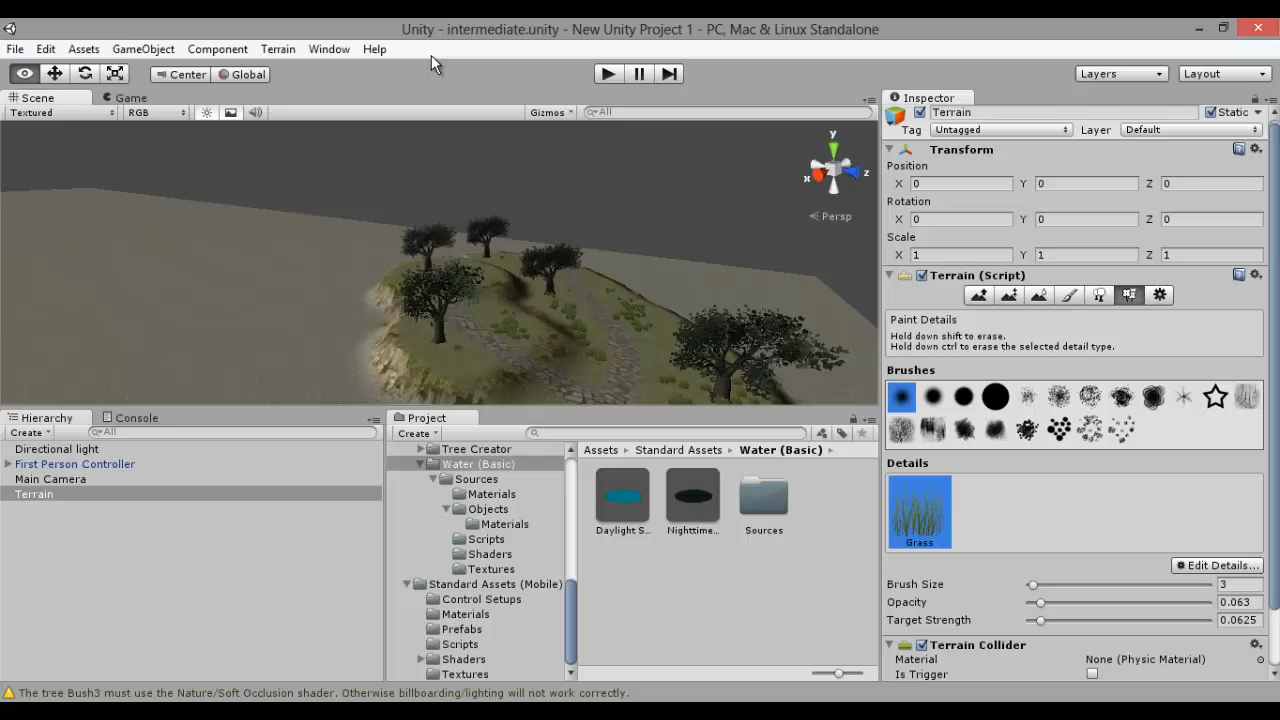 Unity - intermediate.unity - New Unity Project 1 - PC, Mac & Linux Standalone
File Edit Assets GameObject Component Terrain Window Help
Center Global Layers Layout
Scene Game
Textured RGB Gizmos All
y
x z
Persp
Inspector
Terrain Static
Tag Untagged Layer Default
Transform
Position
X 0 Y 0 Z 0
Rotation
X 0 Y 0 Z 0
Scale
X 1 Y 1 Z 1
Terrain (Script)
Paint Details
Hold down shift to erase.
Hold down ctrl to erase the selected detail type.
Brushes
Details
Grass
Edit Details...
Brush Size 3
Opacity 0.063
Target Strength 0.0625
Terrain Collider
Material None (Physic Material)
Is Trigger
Hierarchy Console
Create All
Directional light
First Person Controller
Main Camera
Terrain
Project
Create
Tree Creator
Water (Basic)
Sources
Materials
Objects
Materials
Scripts
Shaders
Textures
Standard Assets (Mobile)
Control Setups
Materials
Prefabs
Scripts
Shaders
Textures
Assets Standard Assets Water (Basic)
Daylight S... Nighttime... Sources
The tree Bush3 must use the Nature/Soft Occlusion shader. Otherwise billboarding/lighting will not work correctly.